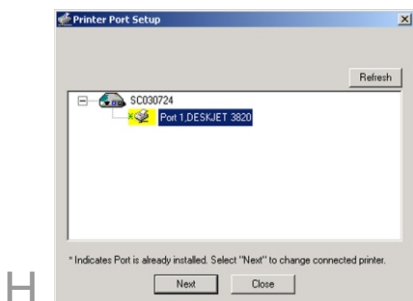 Printer Port Setup
Refresh
SC030724
* Port 1,DESKJET 3820
* Indicates Port is already installed. Select "Next" to change connected printer.
Next Close
H